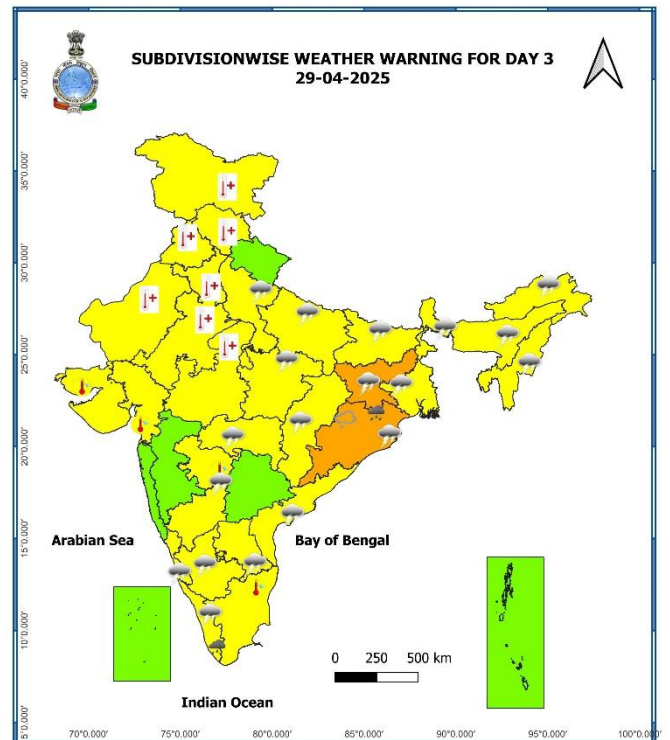 SUBDIVISIONWISE WEATHER WARNING FOR DAY 3
29-04-2025
40°0.000'
35°0.000'
30°0.000'
25°0.000'
20°0.000'
15°0.000'
10°0.000'
5°0.000'
Arabian Sea
Bay of Bengal
0 250 500 km
Indian Ocean
70°0.000' 75°0.000' 80°0.000' 85°0.000' 90°0.000' 95°0.000' 100°0.000'